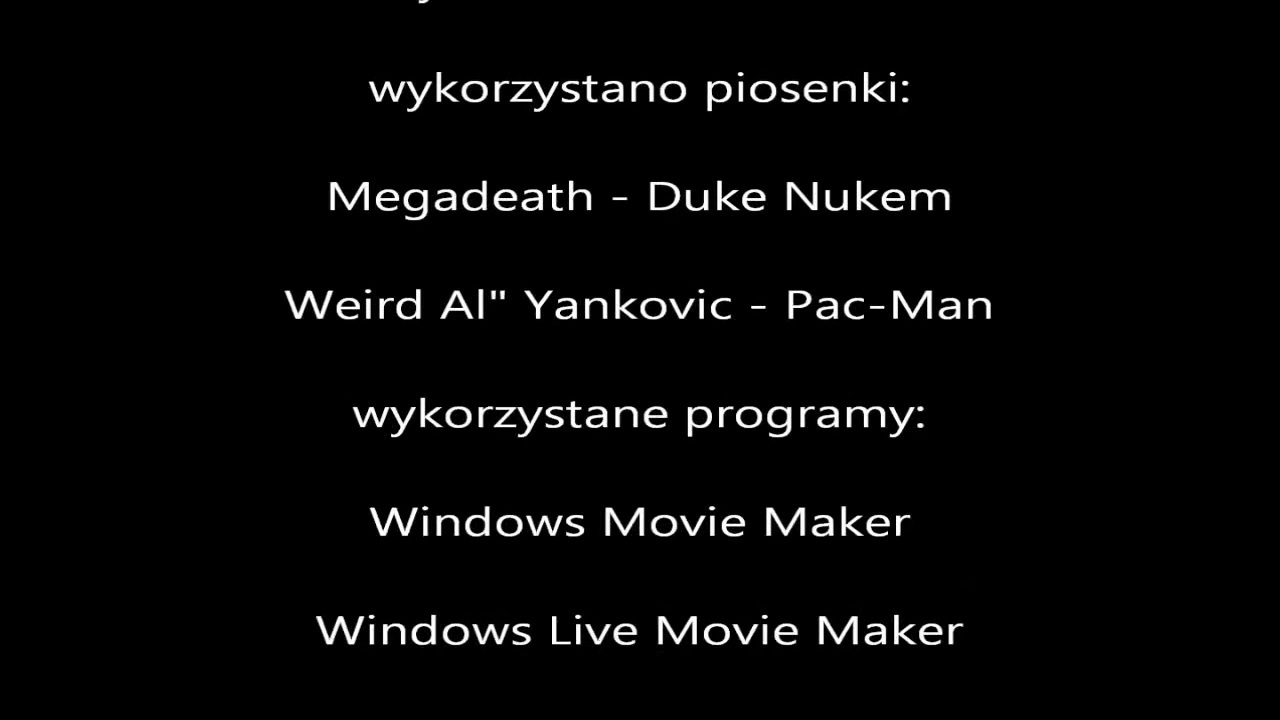 wykorzystano piosenki:
Megadeath - Duke Nukem
Weird Al" Yankovic - Pac-Man
wykorzystane programy:
Windows Movie Maker
Windows Live Movie Maker